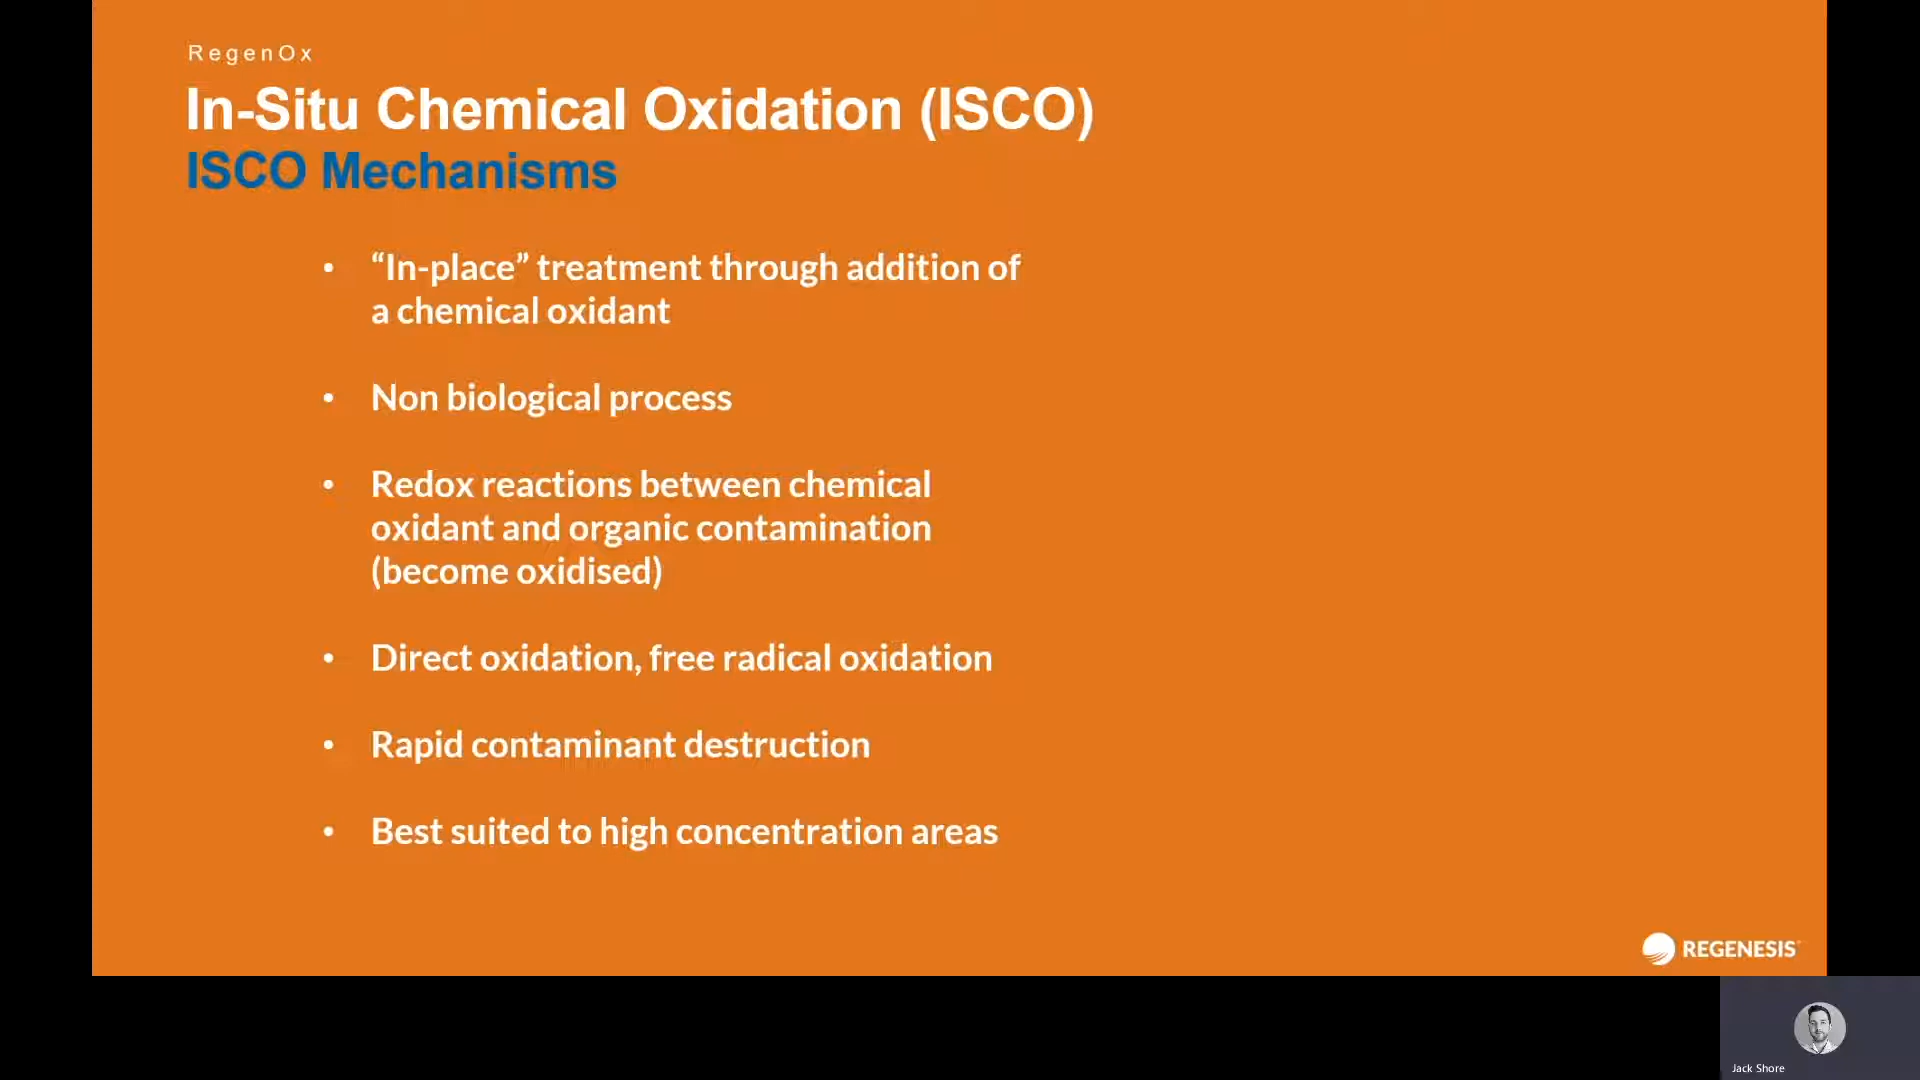 RegenOx
In-Situ Chemical Oxidation (ISCO)
ISCO Mechanisms
• “In-place” treatment through addition of
a chemical oxidant
• Non biological process
• Redox reactions between chemical
oxidant and organic contamination
(become oxidised)
• Direct oxidation, free radical oxidation
• Rapid contaminant destruction
• Best suited to high concentration areas
REGENESIS
Jack Shore